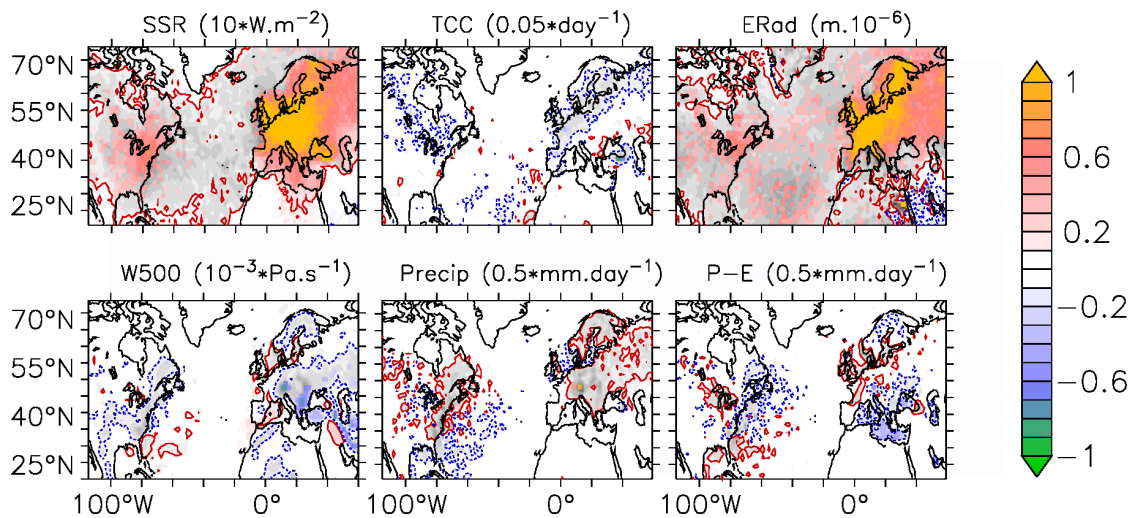 SSR (10*W.m−2) TCC (0.05*day−1) ERad (m.10−6)
70°N
55°N
40°N
25°N
1
0.6
0.2
−0.2
−0.6
−1
W500 (10−3*Pa.s−1) Precip (0.5*mm.day−1) P−E (0.5*mm.day−1)
70°N
55°N
40°N
25°N
100°W 0° 100°W 0° 100°W 0°